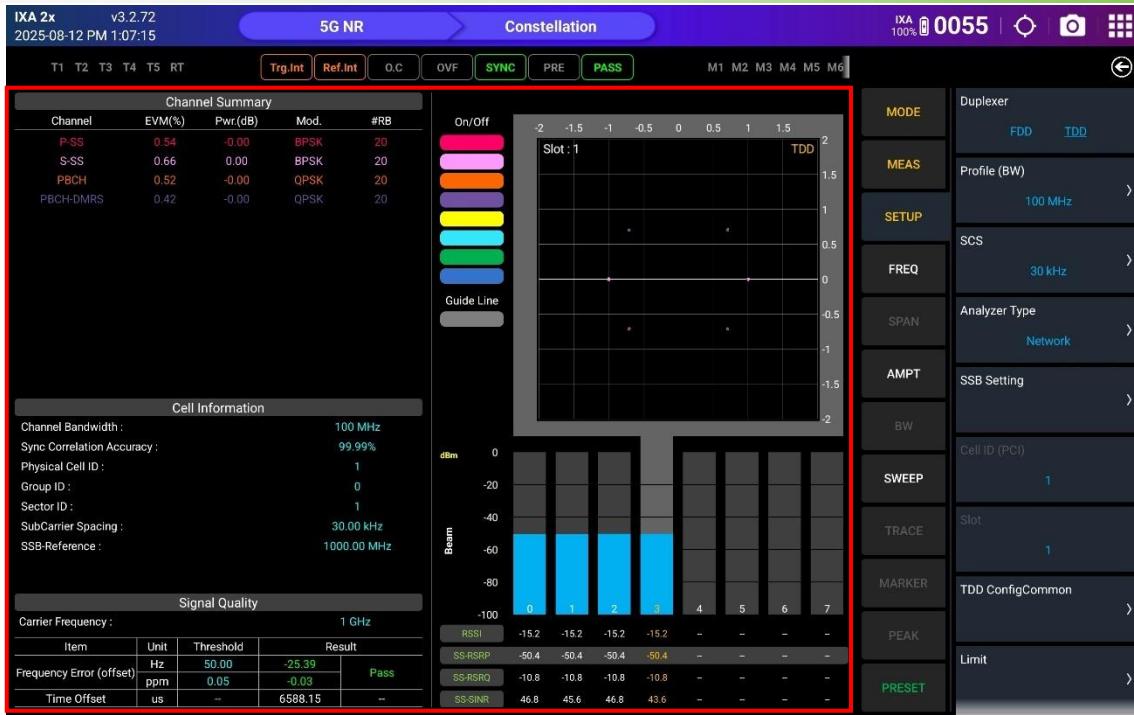 IXA 2x v3.2.72
2025-08-12 PM 1:07:15
5G NR
Constellation
IXA
100%
0055
T1 T2 T3 T4 T5 RT
Trg.Int
Ref.Int
O.C
OVF
SYNC
PRE
PASS
M1 M2 M3 M4 M5 M6
Channel Summary
Channel EVM(%) Pwr.(dB) Mod. #RB
P-SS 0.54 -0.00 BPSK 20
S-SS 0.66 0.00 BPSK 20
PBCH 0.52 -0.00 QPSK 20
PBCH-DMRS 0.42 -0.00 QPSK 20
Cell Information
Channel Bandwidth : 100 MHz
Sync Correlation Accuracy : 99.99%
Physical Cell ID : 1
Group ID : 0
Sector ID : 1
SubCarrier Spacing : 30.00 kHz
SSB-Reference : 1000.00 MHz
Signal Quality
Carrier Frequency : 1 GHz
Item Unit Threshold Result
Frequency Error (offset) Hz 50.00 -25.39 Pass
ppm 0.05 -0.03
Time Offset us -- 6588.15 --
On/Off
Guide Line
-2 -1.5 -1 -0.5 0 0.5 1 1.5
Slot : 1 TDD
2
1.5
1
0.5
0
-0.5
-1
-1.5
-2
dBm
0
-20
-40
-60
-80
-100
Beam
0 1 2 3 4 5 6 7
RSSI -15.2 -15.2 -15.2 -15.2 -- -- -- --
SS-RSRP -50.4 -50.4 -50.4 -50.4 -- -- -- --
SS-RSRQ -10.8 -10.8 -10.8 -10.8 -- -- -- --
SS-SINR 46.8 45.6 46.8 43.6 -- -- -- --
MODE
MEAS
SETUP
FREQ
SPAN
AMPT
BW
SWEEP
TRACE
MARKER
PEAK
PRESET
Duplexer
FDD TDD
Profile (BW)
100 MHz
SCS
30 kHz
Analyzer Type
Network
SSB Setting
Cell ID (PCI)
1
Slot
1
TDD ConfigCommon
Limit